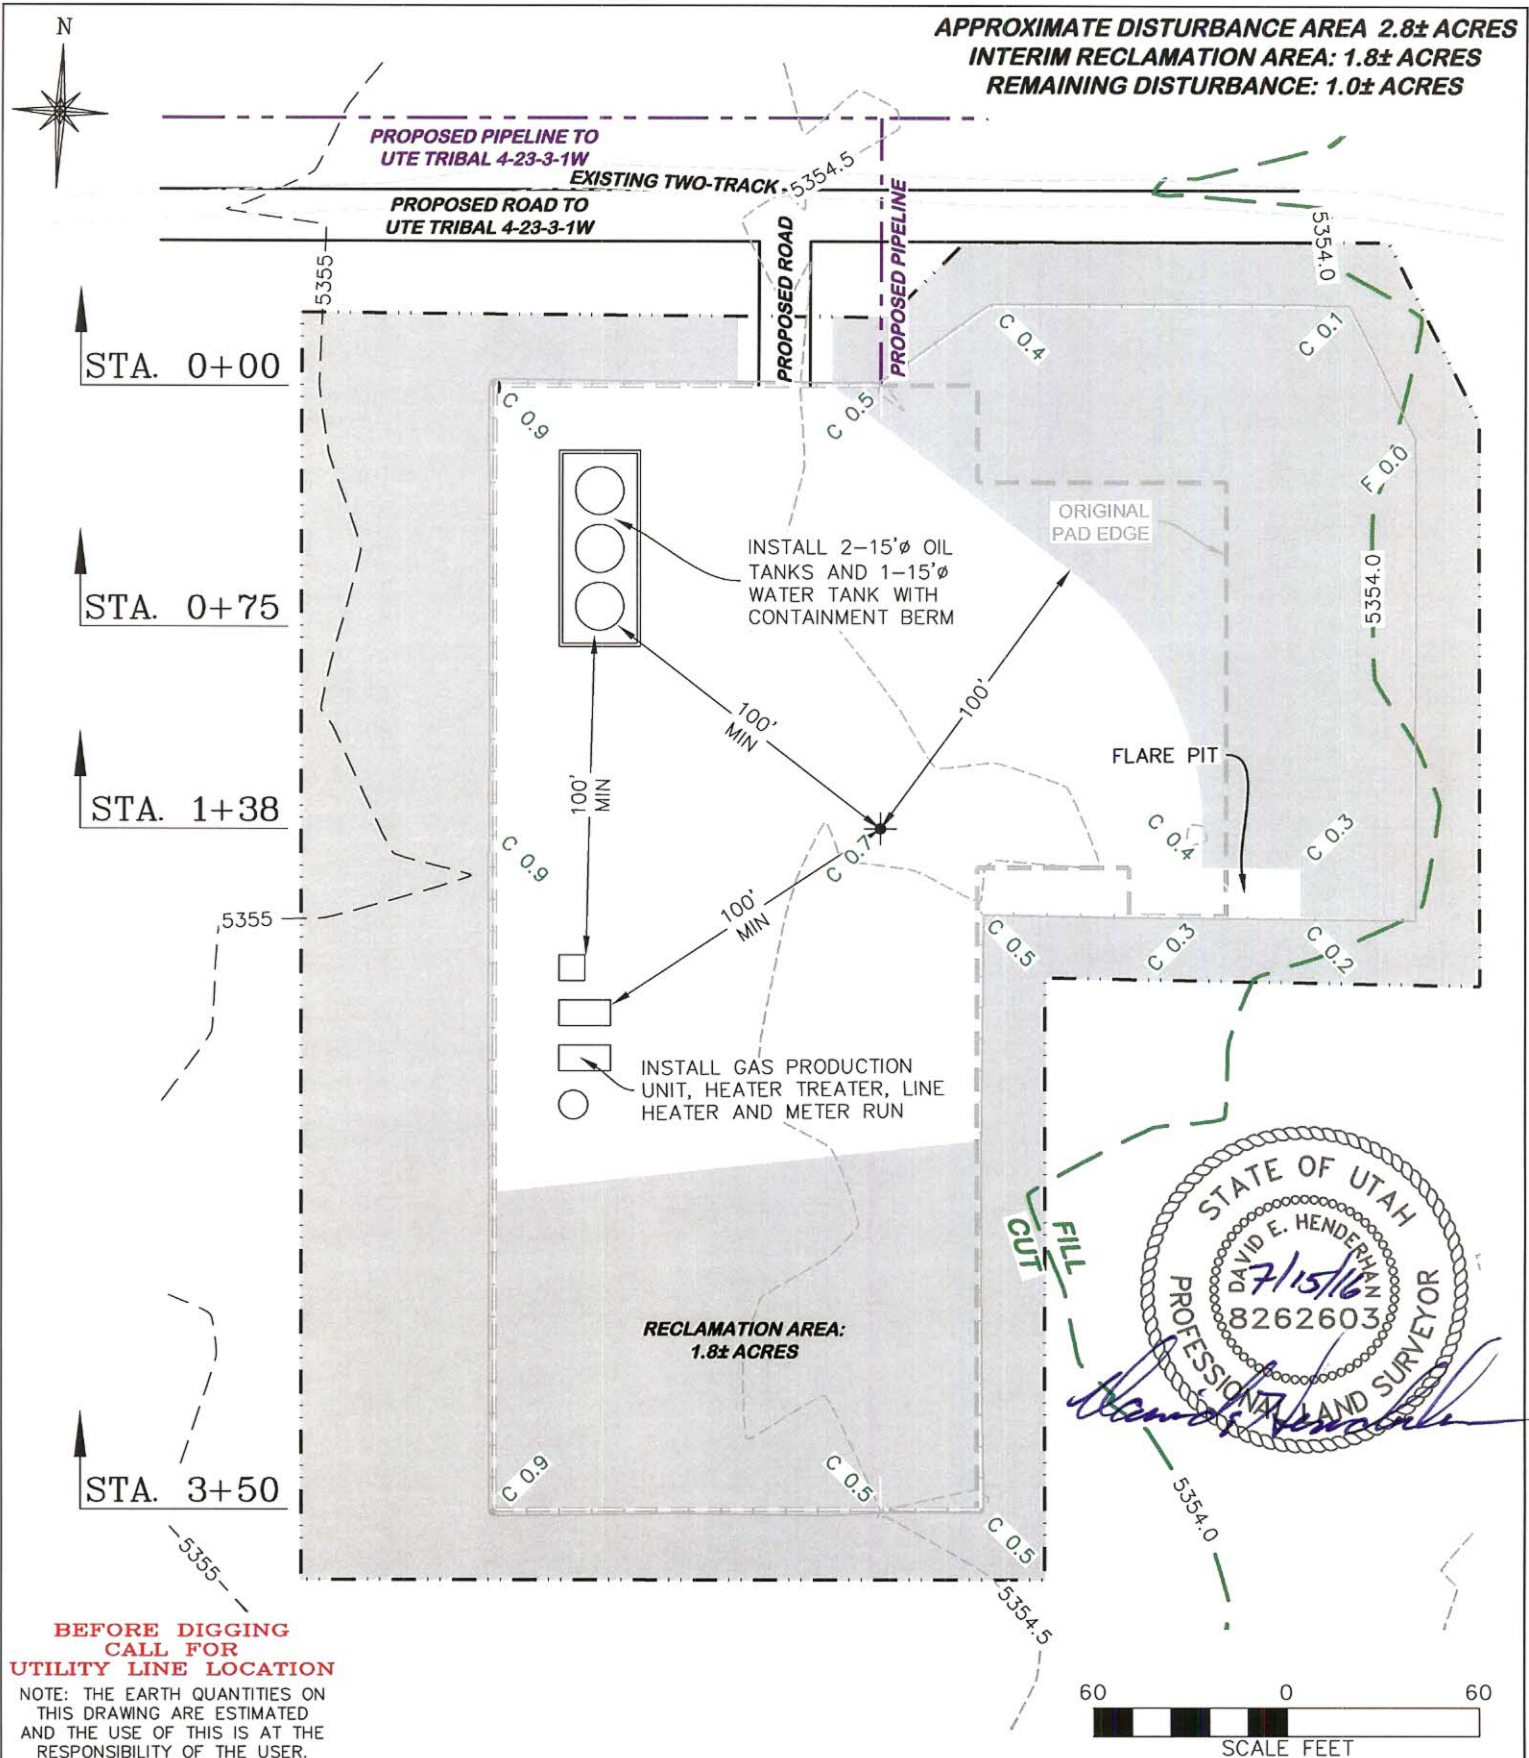 N
APPROXIMATE DISTURBANCE AREA 2.8± ACRES
INTERIM RECLAMATION AREA: 1.8± ACRES
REMAINING DISTURBANCE: 1.0± ACRES
PROPOSED PIPELINE TO
UTE TRIBAL 4-23-3-1W
EXISTING TWO-TRACK
5354.5
PROPOSED ROAD TO
UTE TRIBAL 4-23-3-1W
PROPOSED ROAD
PROPOSED PIPELINE
5354.0
5355
STA. 0+00
C 0.4
C 0.1
C 0.9
C 0.5
F 0.0
ORIGINAL
PAD EDGE
INSTALL 2-15'ø OIL
TANKS AND 1-15'ø
WATER TANK WITH
CONTAINMENT BERM
STA. 0+75
5354.0
100'
MIN
100'
100'
MIN
FLARE PIT
STA. 1+38
C 0.9
C 0.7
C 0.4
C 0.3
100'
MIN
5355
C 0.5
C 0.3
C 0.2
INSTALL GAS PRODUCTION
UNIT, HEATER TREATER, LINE
HEATER AND METER RUN
FILL
CUT
STATE OF UTAH
DAVID E. HENDERHAN
7/15/16
8262603
PROFESSIONAL LAND SURVEYOR
RECLAMATION AREA:
1.8± ACRES
STA. 3+50
C 0.9
C 0.5
C 0.5
5354.0
5355
5354.5
BEFORE DIGGING
CALL FOR
UTILITY LINE LOCATION
NOTE: THE EARTH QUANTITIES ON
THIS DRAWING ARE ESTIMATED
AND THE USE OF THIS IS AT THE
RESPONSIBILITY OF THE USER.
60 0 60
SCALE FEET